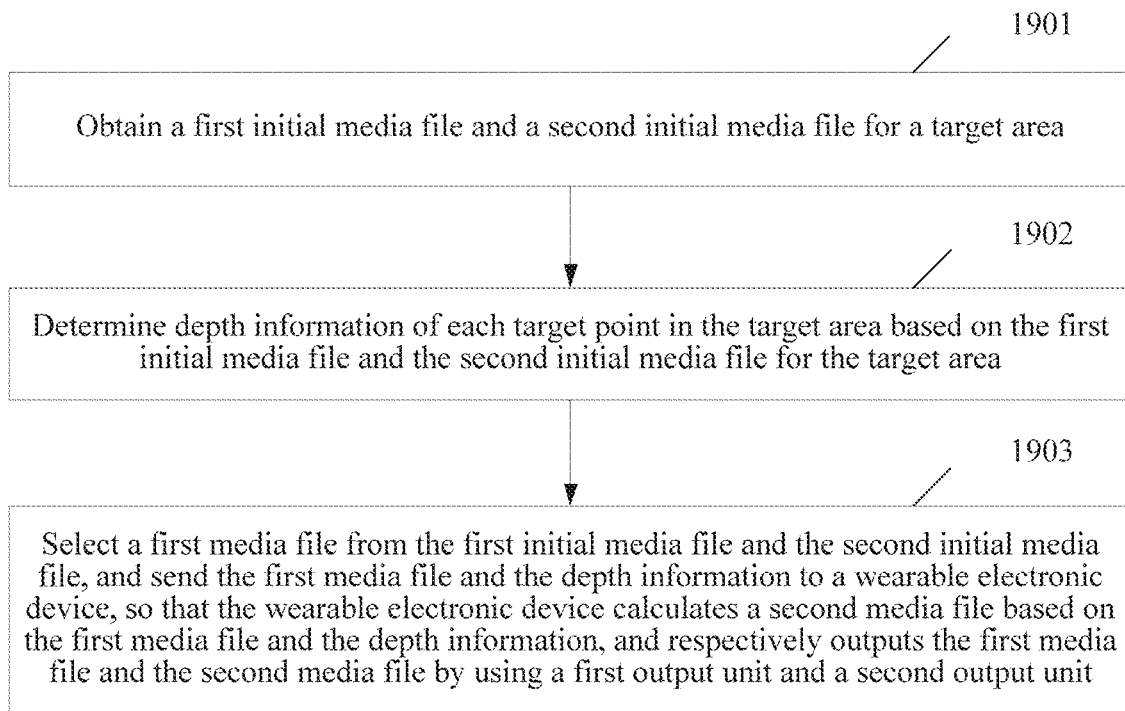 1901
Obtain a first initial media file and a second initial media file for a target area
1902
Determine depth information of each target point in the target area based on the first
initial media file and the second initial media file for the target area
1903
Select a first media file from the first initial media file and the second initial media
file, and send the first media file and the depth information to a wearable electronic
device, so that the wearable electronic device calculates a second media file based on
the first media file and the depth information, and respectively outputs the first media
file and the second media file by using a first output unit and a second output unit